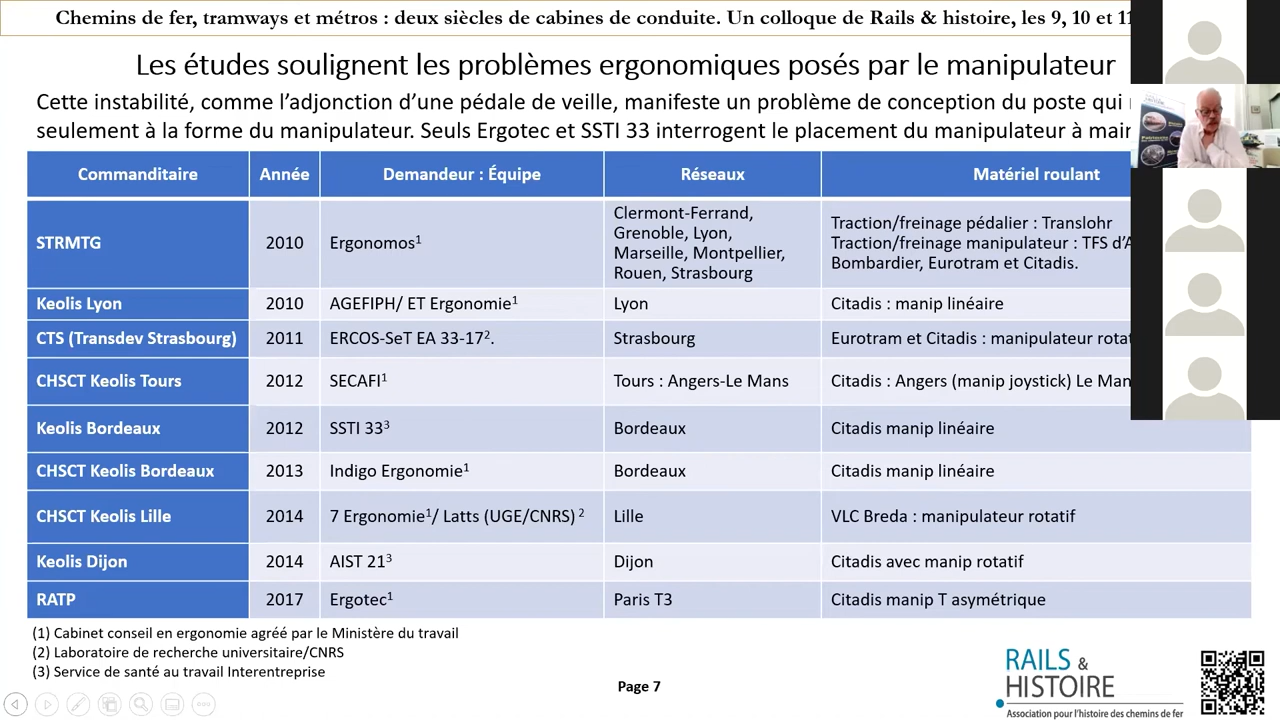 Chemins de fer, tramways et métros : deux siècles de cabines de conduite. Un colloque de Rails & histoire, les 9, 10 et 11
Les études soulignent les problèmes ergonomiques posés par le manipulateur
Cette instabilité, comme l’adjonction d’une pédale de veille, manifeste un problème de conception du poste qui
seulement à la forme du manipulateur. Seuls Ergotec et SSTI 33 interrogent le placement du manipulateur à
Commanditaire Année Demandeur : Équipe Réseaux Matériel roulant
STRMTG 2010 Ergonomos¹
Clermont-Ferrand,
Grenoble, Lyon,
Marseille, Montpellier,
Rouen, Strasbourg
Traction/freinage pédalier : Translohr
Traction/freinage manipulateur : TFS
Bombardier, Eurotram et Citadis.
Keolis Lyon 2010 AGEFIPH/ ET Ergonomie¹ Lyon Citadis : manip linéaire
CTS (Transdev Strasbourg) 2011 ERCOS-SeT EA 33-17². Strasbourg Eurotram et Citadis : manipulateur
CHSCT Keolis Tours 2012 SECAFI¹ Tours : Angers-Le Mans Citadis : Angers (manip joystick) Le
Keolis Bordeaux 2012 SSTI 33³ Bordeaux Citadis manip linéaire
CHSCT Keolis Bordeaux 2013 Indigo Ergonomie¹ Bordeaux Citadis manip linéaire
CHSCT Keolis Lille 2014 7 Ergonomie¹/ Latts (UGE/CNRS) ² Lille VLC Breda : manipulateur rotatif
Keolis Dijon 2014 AIST 21³ Dijon Citadis avec manip rotatif
RATP 2017 Ergotec¹ Paris T3 Citadis manip T asymétrique
(1) Cabinet conseil en ergonomie agréé par le Ministère du travail
(2) Laboratoire de recherche universitaire/CNRS
(3) Service de santé au travail Interentreprise
Page 7
RAILS &
HISTOIRE
Association pour l’histoire des chemins de fer